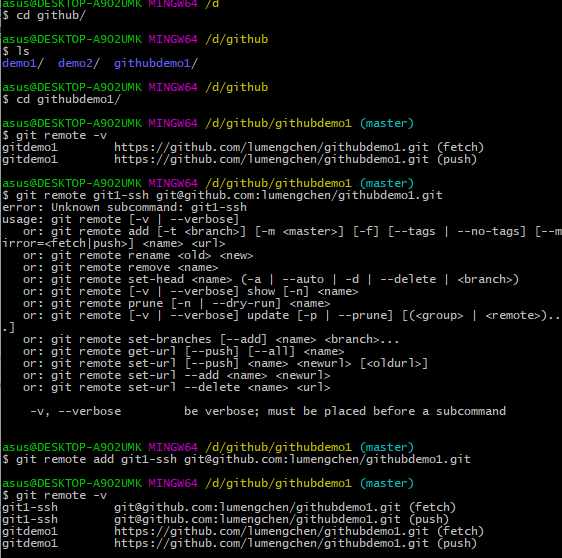 asus@DESKTOP-A9O2UMK MINGW64 /d
$ cd github/
asus@DESKTOP-A9O2UMK MINGW64 /d/github
$ ls
demo1/  demo2/  githubdemo1/
asus@DESKTOP-A9O2UMK MINGW64 /d/github
$ cd githubdemo1/
asus@DESKTOP-A9O2UMK MINGW64 /d/github/githubdemo1 (master)
$ git remote -v
gitdemo1        https://github.com/lumengchen/githubdemo1.git (fetch)
gitdemo1        https://github.com/lumengchen/githubdemo1.git (push)
asus@DESKTOP-A9O2UMK MINGW64 /d/github/githubdemo1 (master)
$ git remote git1-ssh git@github.com:lumengchen/githubdemo1.git
error: Unknown subcommand: git1-ssh
usage: git remote [-v | --verbose]
   or: git remote add [-t <branch>] [-m <master>] [-f] [--tags | --no-tags] [--m
irror=<fetch|push>] <name> <url>
   or: git remote rename <old> <new>
   or: git remote remove <name>
   or: git remote set-head <name> (-a | --auto | -d | --delete | <branch>)
   or: git remote [-v | --verbose] show [-n] <name>
   or: git remote prune [-n | --dry-run] <name>
   or: git remote [-v | --verbose] update [-p | --prune] [(<group> | <remote>)..
.]
   or: git remote set-branches [--add] <name> <branch>...
   or: git remote get-url [--push] [--all] <name>
   or: git remote set-url [--push] <name> <newurl> [<oldurl>]
   or: git remote set-url --add <name> <newurl>
   or: git remote set-url --delete <name> <url>
    -v, --verbose         be verbose; must be placed before a subcommand
asus@DESKTOP-A9O2UMK MINGW64 /d/github/githubdemo1 (master)
$ git remote add git1-ssh git@github.com:lumengchen/githubdemo1.git
asus@DESKTOP-A9O2UMK MINGW64 /d/github/githubdemo1 (master)
$ git remote -v
git1-ssh        git@github.com:lumengchen/githubdemo1.git (fetch)
git1-ssh        git@github.com:lumengchen/githubdemo1.git (push)
gitdemo1        https://github.com/lumengchen/githubdemo1.git (fetch)
gitdemo1        https://github.com/lumengchen/githubdemo1.git (push)